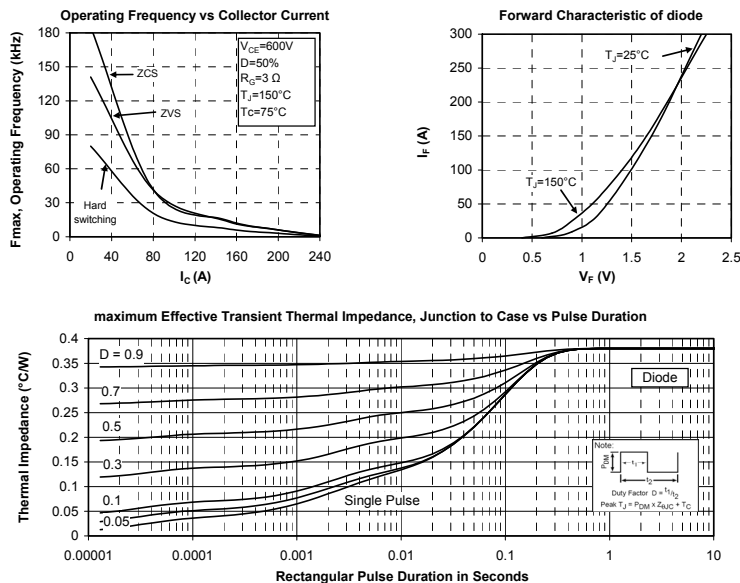 Operating Frequency vs Collector Current
Fmax, Operating Frequency (kHz)
180
150
120
90
60
30
0
ZCS
ZVS
Hard
switching
VCE=600V
D=50%
RG=3 Ω
TJ=150°C
Tc=75°C
0 40 80 120 160 200 240
IC (A)
Forward Characteristic of diode
IF (A)
300
250
200
150
100
50
0
TJ=25°C
TJ=150°C
0 0.5 1 1.5 2 2.5
VF (V)
maximum Effective Transient Thermal Impedance, Junction to Case vs Pulse Duration
Thermal Impedance (°C/W)
0.4
0.35
0.3
0.25
0.2
0.15
0.1
0.05
0
D = 0.9
0.7
0.5
0.3
0.1
0.05
Single Pulse
Diode
Note:
PDM
t1
t2
Duty Factor D = t1/t2
Peak TJ = PDM x ZθJC + TC
0.00001 0.0001 0.001 0.01 0.1 1 10
Rectangular Pulse Duration in Seconds